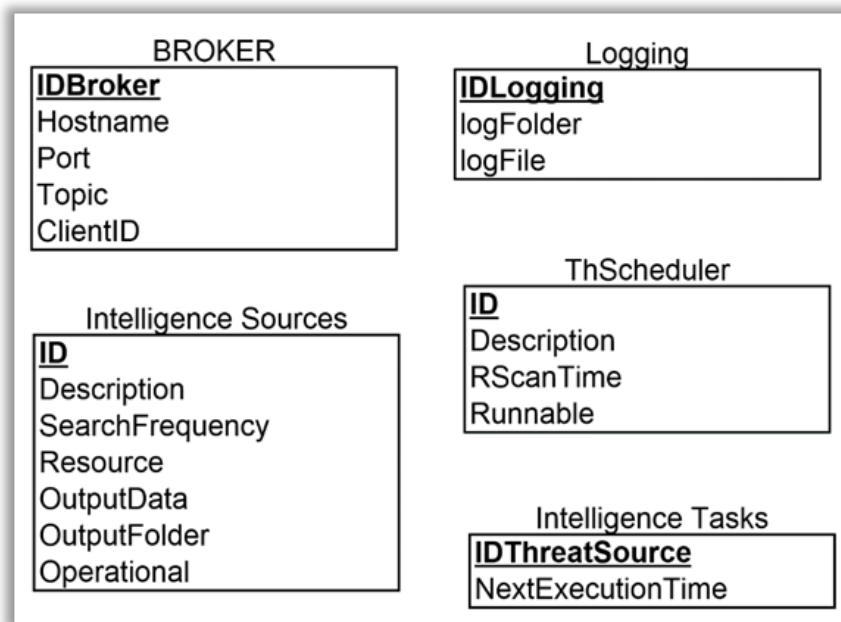 BROKER
IDBroker
Hostname
Port
Topic
ClientID
Logging
IDLogging
logFolder
logFile
Intelligence Sources
ID
Description
SearchFrequency
Resource
OutputData
OutputFolder
Operational
ThScheduler
ID
Description
RScanTime
Runnable
Intelligence Tasks
IDThreatSource
NextExecutionTime